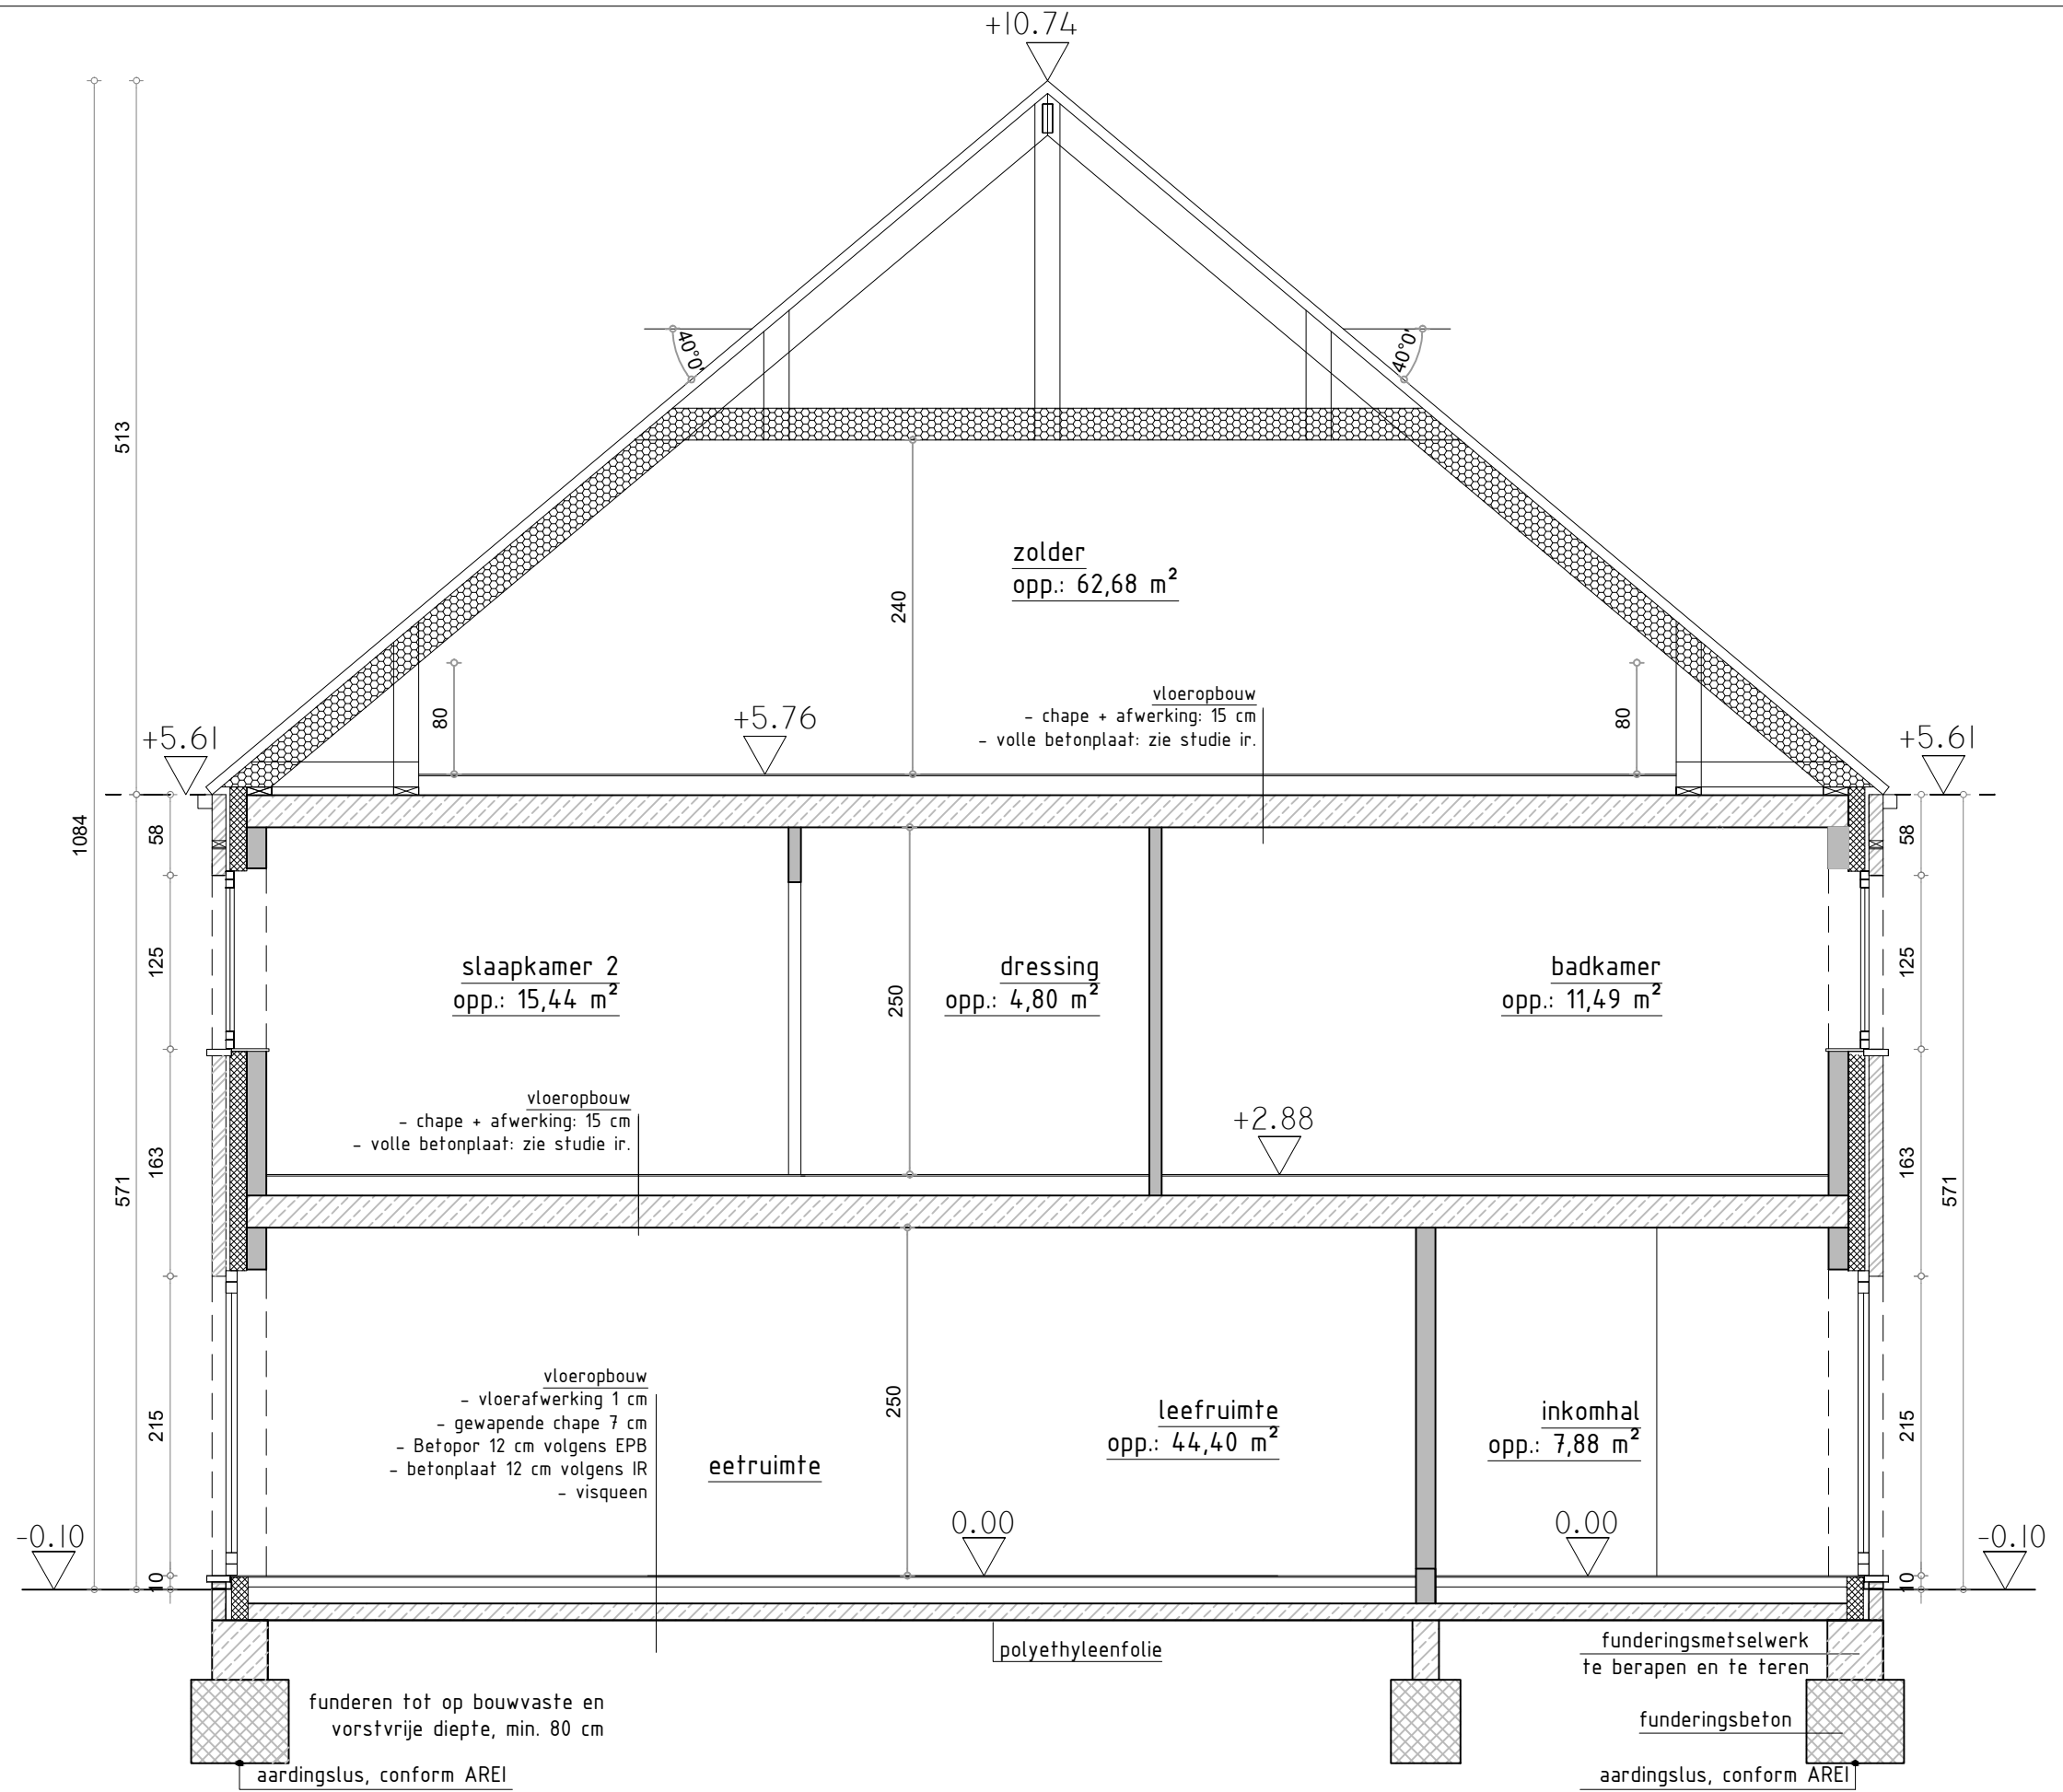 +10.74
513
1084
40°0'
40°0'
zolder
opp.: 62,68 m²
240
80
80
vloeropbouw
- chape + afwerking: 15 cm
- volle betonplaat: zie studie ir.
+5.76
+5.61
+5.61
58
58
125
125
slaapkamer 2
opp.: 15,44 m²
dressing
opp.: 4,80 m²
badkamer
opp.: 11,49 m²
250
vloeropbouw
- chape + afwerking: 15 cm
- volle betonplaat: zie studie ir.
+2.88
163
163
571
571
vloeropbouw
- vloerafwerking 1 cm
- gewapende chape 7 cm
- Betopor 12 cm volgens EPB
- betonplaat 12 cm volgens IR
- visqueen
eetruimte
250
leefruimte
opp.: 44,40 m²
inkomhal
opp.: 7,88 m²
215
215
0.00
0.00
-0.10
-0.10
10
10
polyethyleenfolie
funderingsmetselwerk
te berapen en te teren
funderen tot op bouwvaste en
vorstvrije diepte, min. 80 cm
funderingsbeton
aardingslus, conform AREI
aardingslus, conform AREI